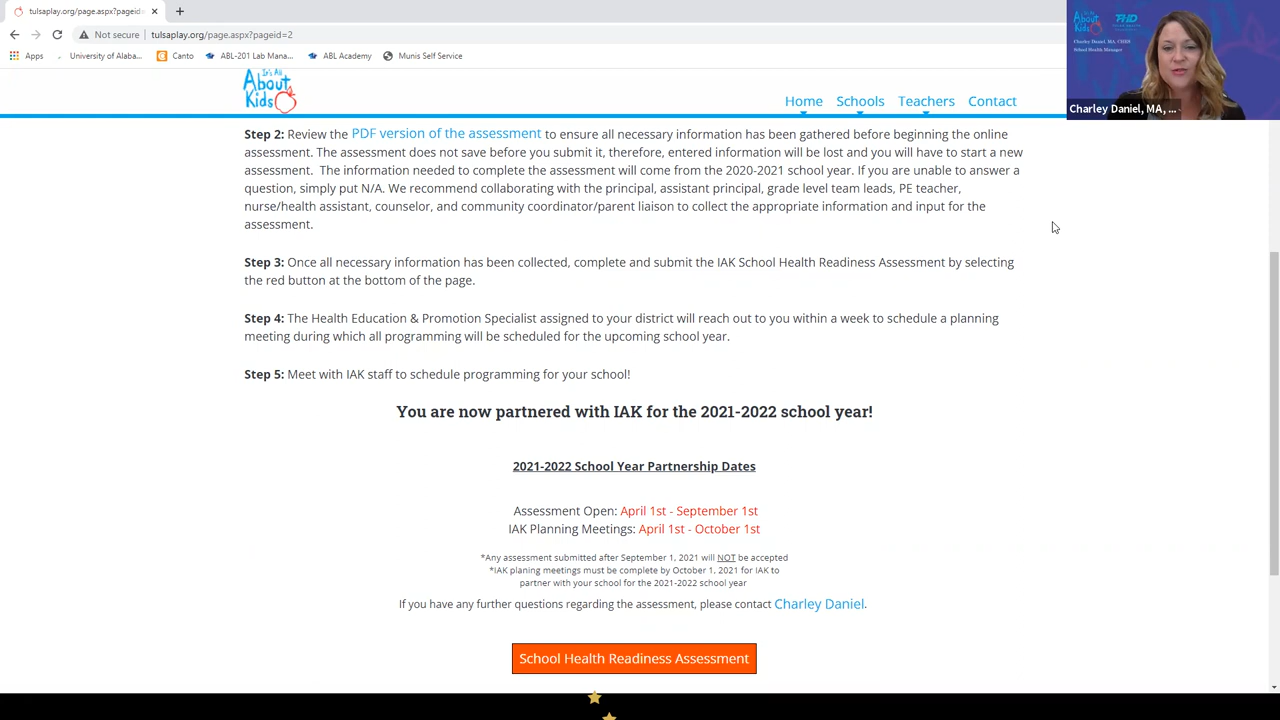 tulsaplay.org/page.aspx?pageid=
Not secure tulsaplay.org/page.aspx?pageid=2
Apps University of Alaba... Canto ABL-201 Lab Mana... ABL Academy Munis Self Service
It's All
About
Kids
Home Schools Teachers Contact
Step 2: Review the PDF version of the assessment to ensure all necessary information has been gathered before beginning the online
assessment. The assessment does not save before you submit it, therefore, entered information will be lost and you will have to start a new
assessment. The information needed to complete the assessment will come from the 2020-2021 school year. If you are unable to answer a
question, simply put N/A. We recommend collaborating with the principal, assistant principal, grade level team leads, PE teacher,
nurse/health assistant, counselor, and community coordinator/parent liaison to collect the appropriate information and input for the
assessment.
Step 3: Once all necessary information has been collected, complete and submit the IAK School Health Readiness Assessment by selecting
the red button at the bottom of the page.
Step 4: The Health Education & Promotion Specialist assigned to your district will reach out to you within a week to schedule a planning
meeting during which all programming will be scheduled for the upcoming school year.
Step 5: Meet with IAK staff to schedule programming for your school!
You are now partnered with IAK for the 2021-2022 school year!
2021-2022 School Year Partnership Dates
Assessment Open: April 1st - September 1st
IAK Planning Meetings: April 1st - October 1st
*Any assessment submitted after September 1, 2021 will NOT be accepted
*IAK planing meetings must be complete by October 1, 2021 for IAK to
partner with your school for the 2021-2022 school year
If you have any further questions regarding the assessment, please contact Charley Daniel.
School Health Readiness Assessment
It's All
About
Kids
THD
Charley Daniel, MA, CHES
School Health Manager
Charley Daniel, MA, ...